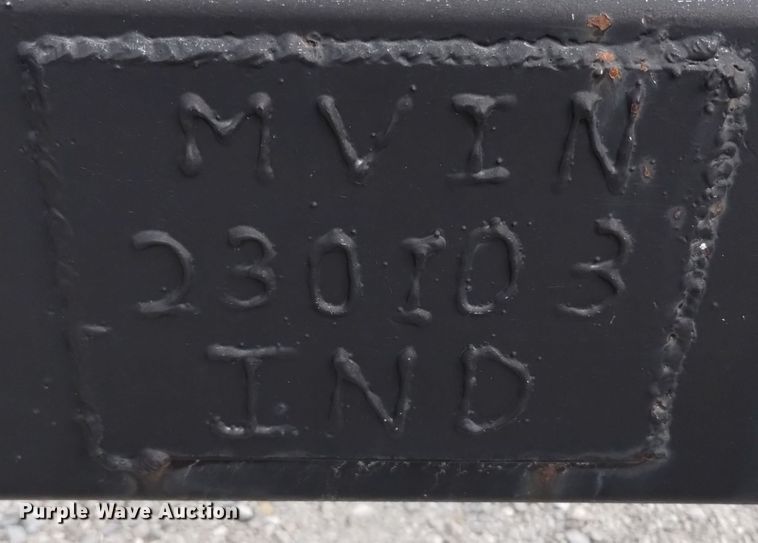 MVIN
230103
IND
Purple Wave Auction